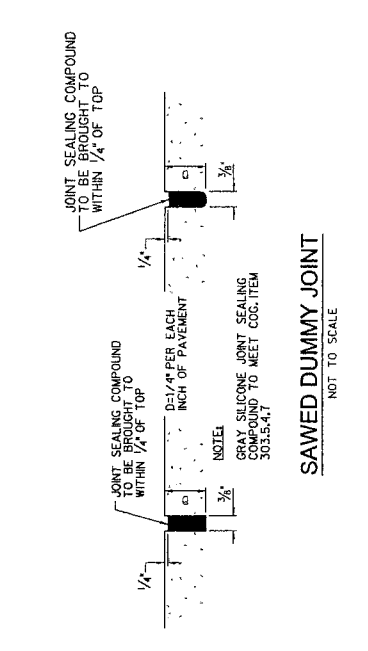 JOINT SEALING COMPOUND
TO BE BROUGHT TO
WITHIN 1/4" OF TOP
1/4"
D
3/8"
D=1/4" PER EACH
INCH OF PAVEMENT
NOTE:
GRAY SILICONE JOINT SEALING
COMPOUND TO MEET COG. ITEM
303.5.4.7
JOINT SEALING COMPOUND
TO BE BROUGHT TO
WITHIN 1/4" OF TOP
1/4"
D
3/8"
SAWED DUMMY JOINT
NOT TO SCALE